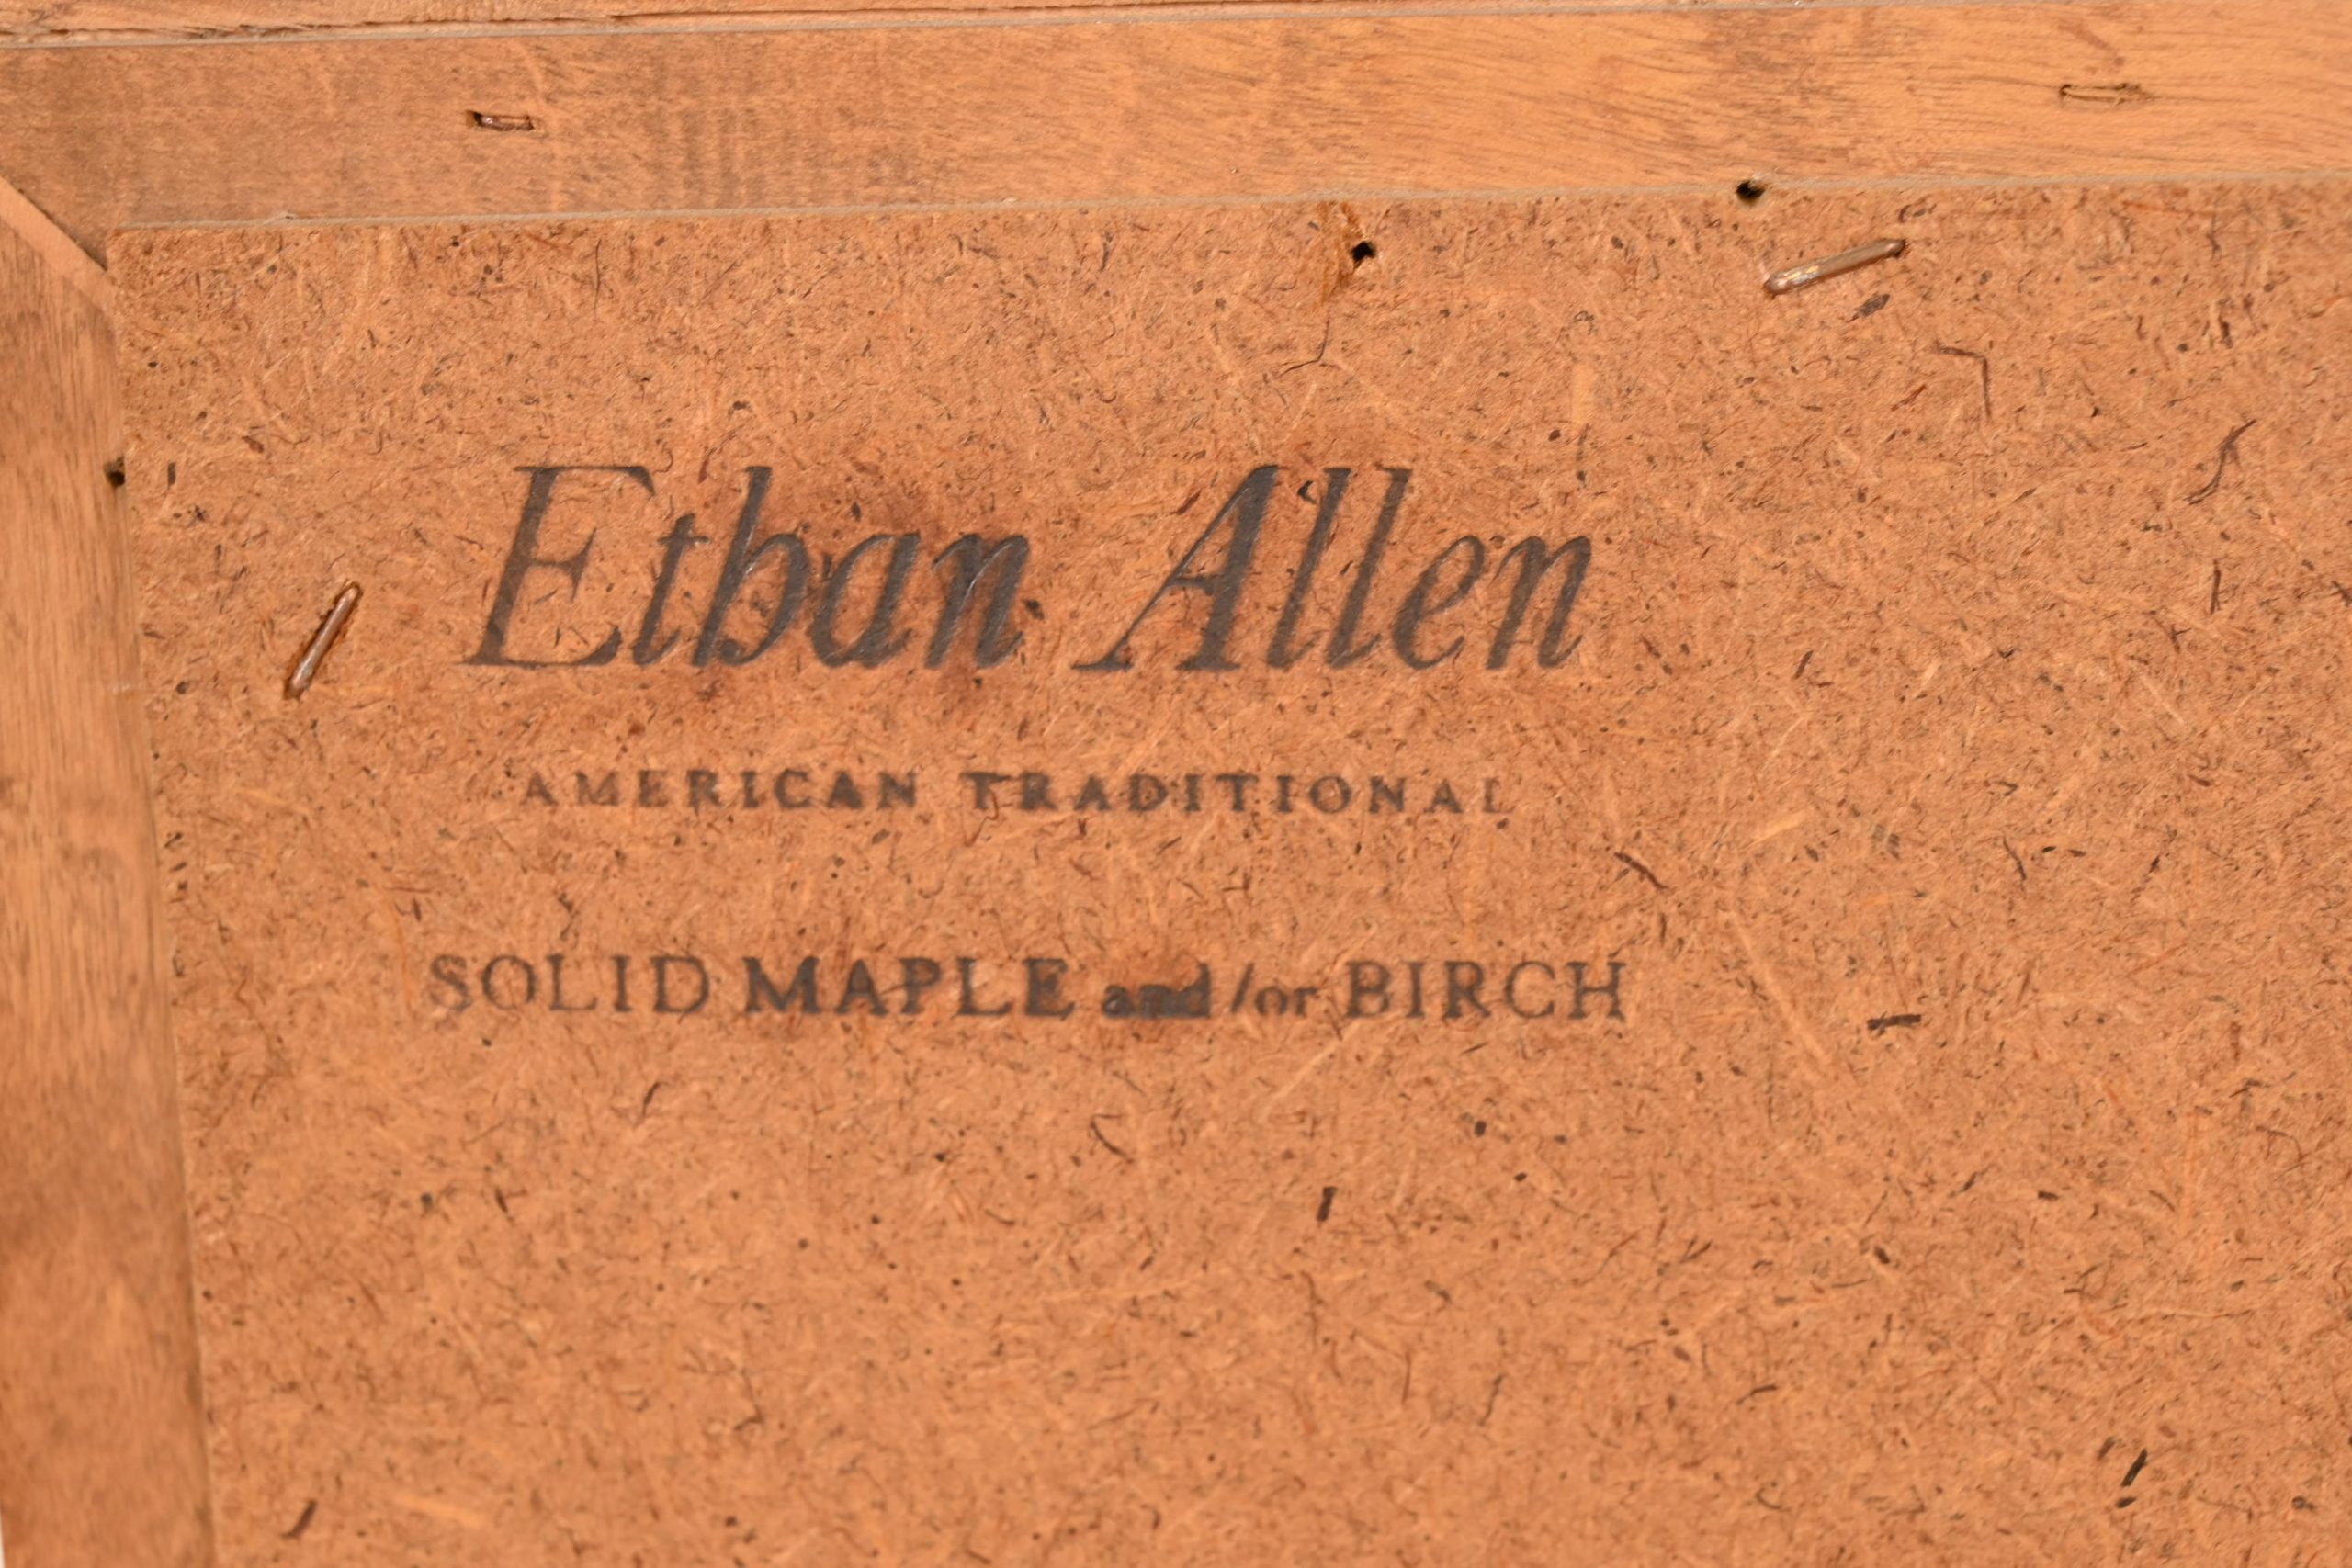 Ethan Allen
AMERICAN TRADITIONAL
SOLID MAPLE and/or BIRCH